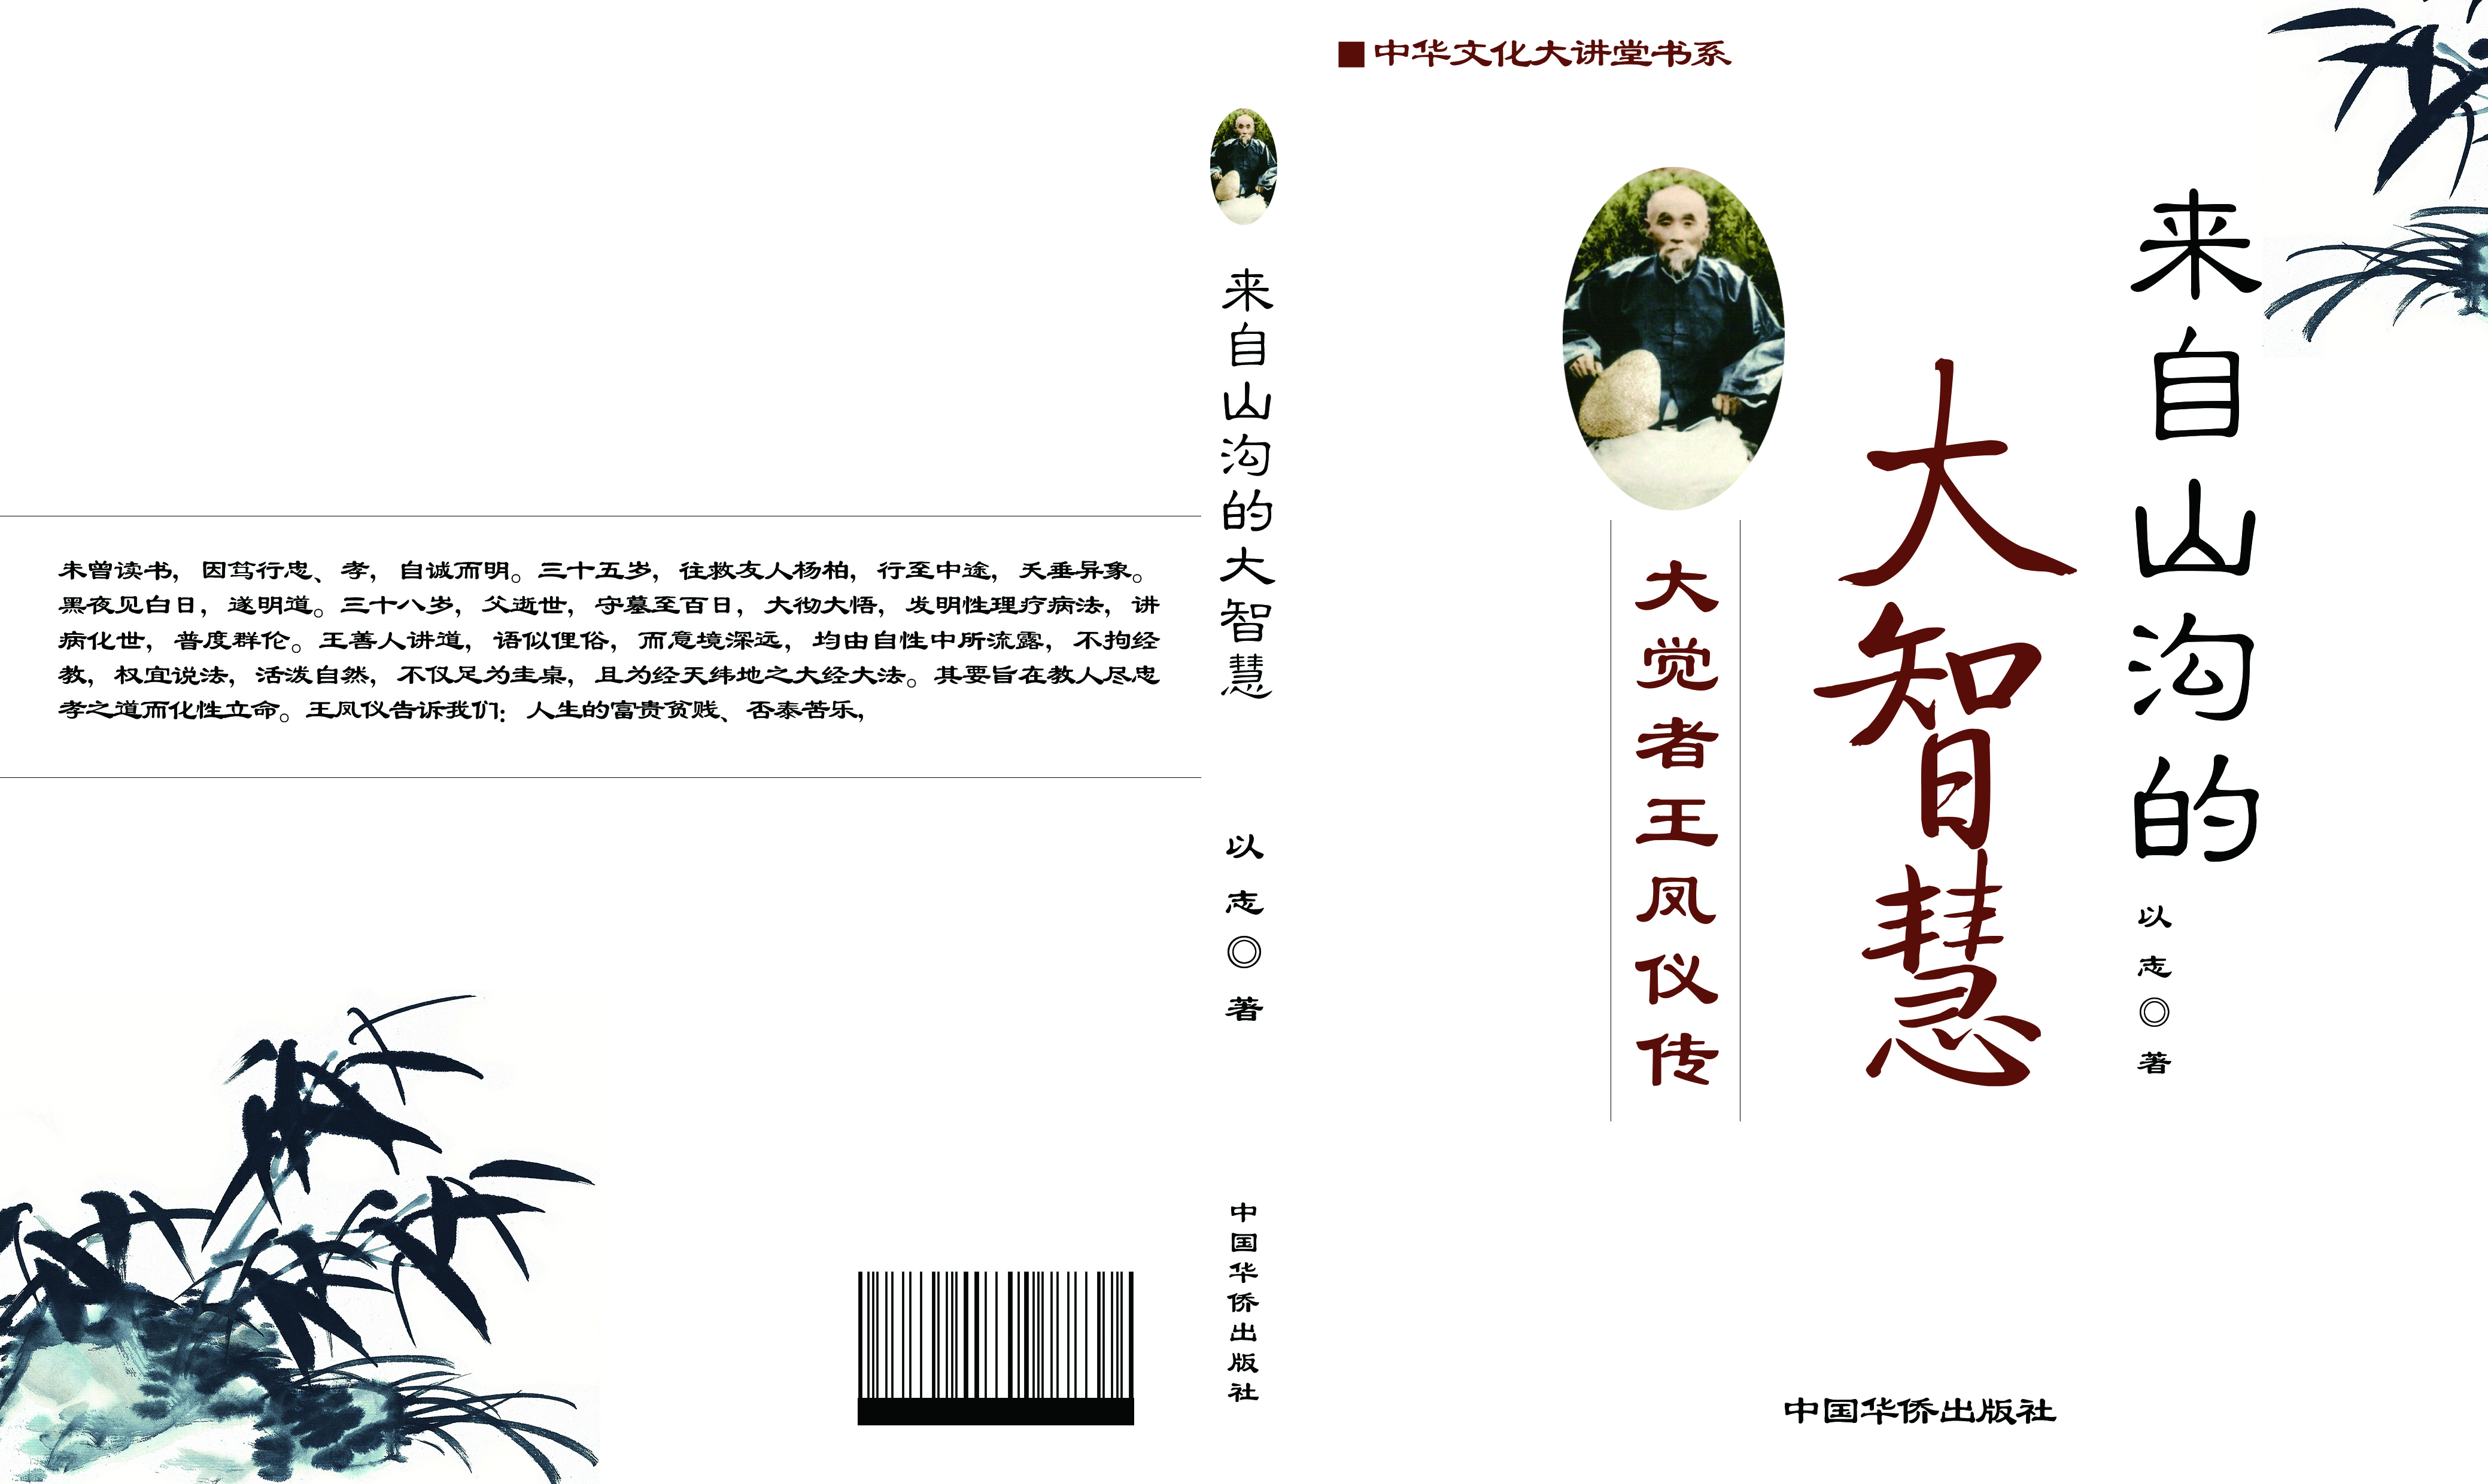 ■中华文化大讲堂书系
来自山沟的
大智慧
以志◎著
大觉者王凤仪传
中国华侨出版社
来自山沟的大智慧
以志◎著
中国华侨出版社
未曾读书，因笃行忠、孝，自诚而明。三十五岁，往救友人杨柏，行至中途，天垂异象。
黑夜见白日，遂明道。三十八岁，父逝世，守墓至百日，大彻大悟，发明性理疗病法，讲
病化世，普度群伦。王善人讲道，语似俚俗，而意境深远，均由自性中所流露，不拘经
教，权宜说法，活泼自然，不仅足为圭臬，且为经天纬地之大经大法。其要旨在教人尽忠
孝之道而化性立命。王凤仪告诉我们：人生的富贵贫贱、否泰苦乐，